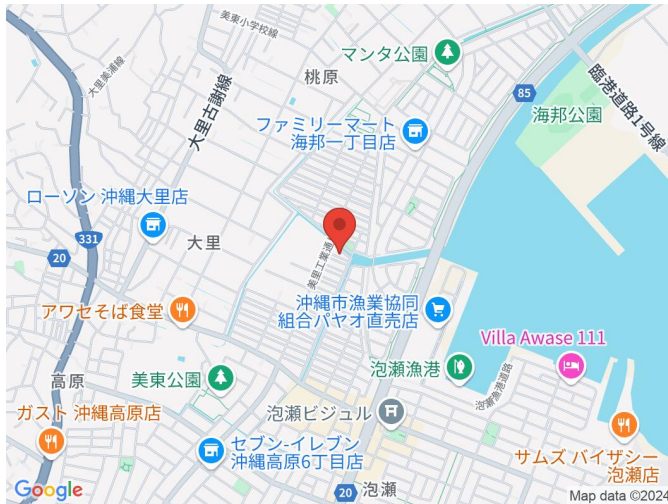 美東小学校線
マンタ公園
大里美浦線
桃原
85
臨港道路1号線
海邦公園
大里古謝線
ファミリーマート
海邦一丁目店
ローソン 沖縄大里店
331
大里
20
美里工業通り
沖縄市漁業協同
組合パヤオ直売店
アワセそば食堂
Villa Awase 111
泡瀬漁港
泡瀬漁港道路
高原
美東公園
ガスト 沖縄高原店
泡瀬ビジュル
セブン-イレブン
沖縄高原6丁目店
サムズ バイザシー
泡瀬店
20
泡瀬
Google
Map data ©2024